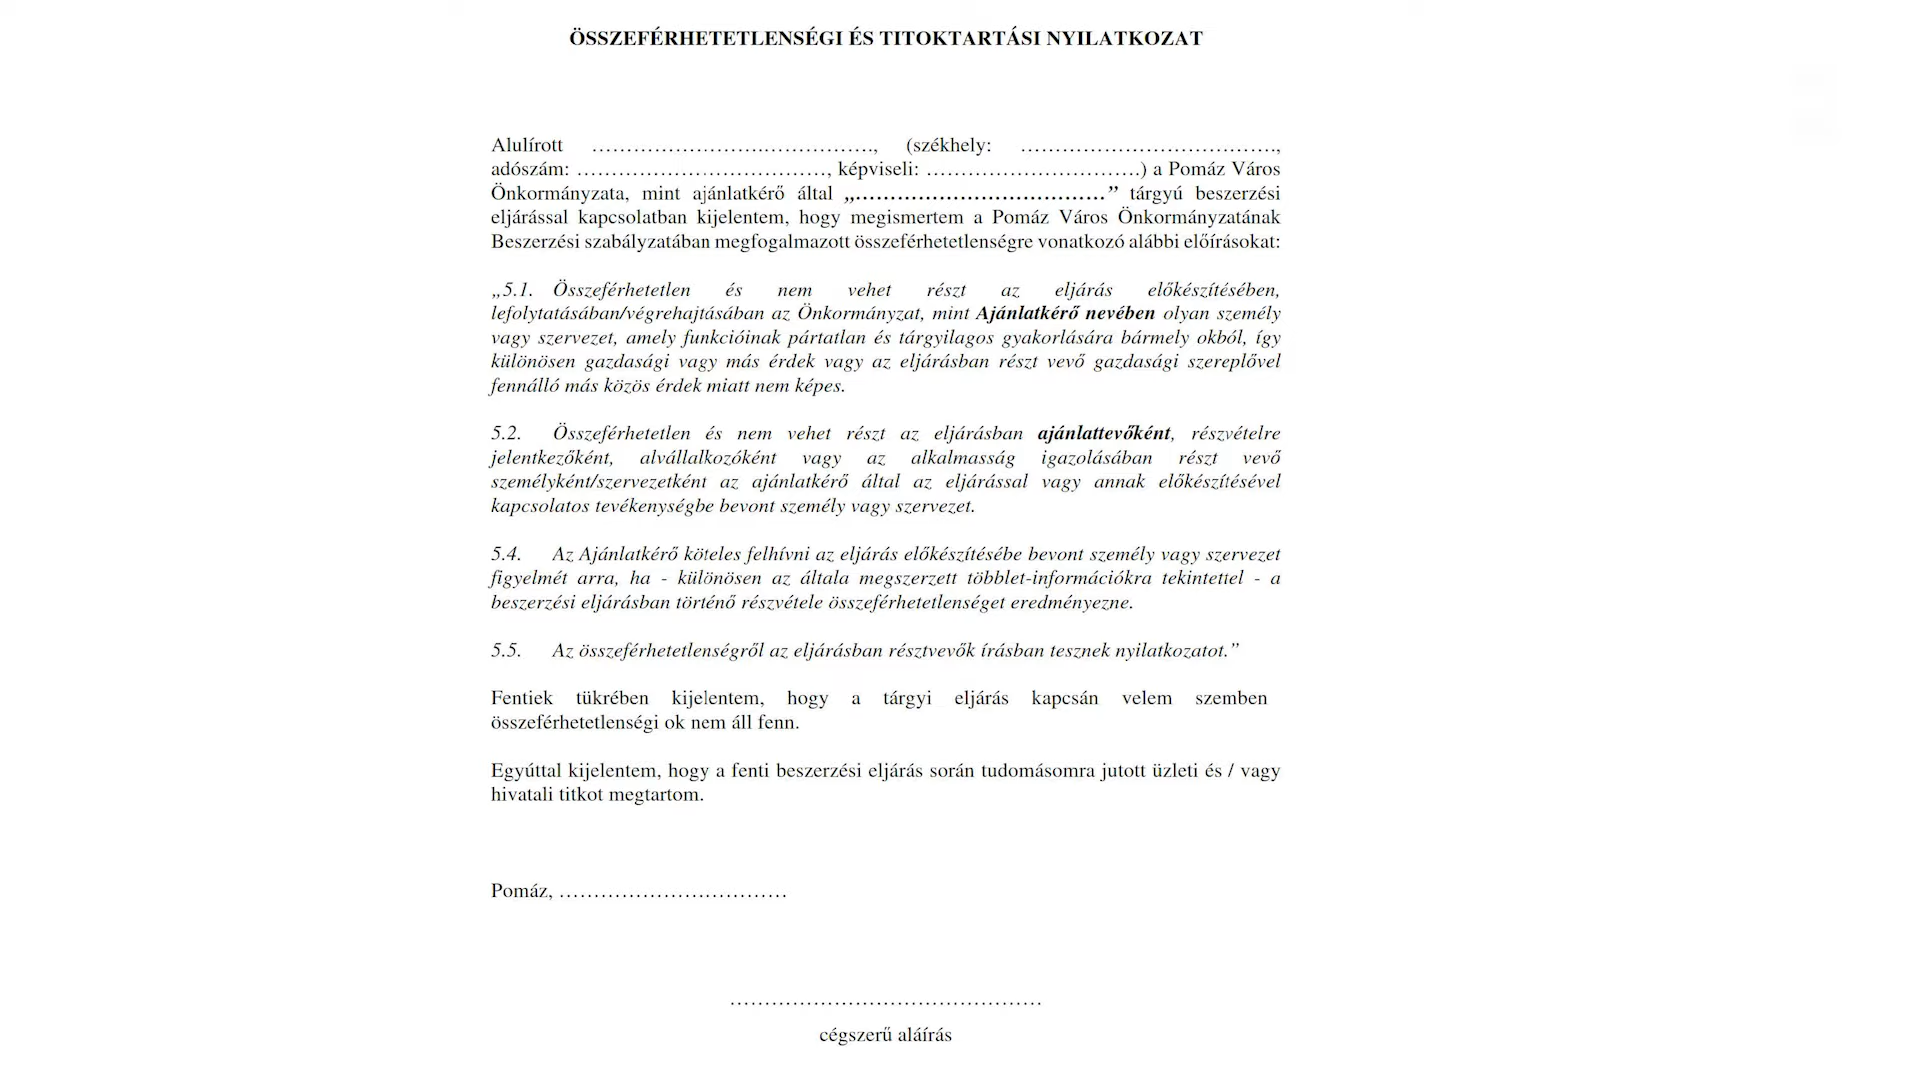 ÖSSZEFÉRHETETLENSÉGI ÉS TITOKTARTÁSI NYILATKOZAT
Alulírott …………………….……………., (székhely: ……………………………….,
adószám: ………………………………, képviseli: ………………………….) a Pomáz Város
Önkormányzata, mint ajánlatkérő által „………………………………” tárgyú beszerzési
eljárással kapcsolatban kijelentem, hogy megismertem a Pomáz Város Önkormányzatának
Beszerzési szabályzatában megfogalmazott összeférhetetlenségre vonatkozó alábbi előírásokat:
„5.1. Összeférhetetlen és nem vehet részt az eljárás előkészítésében,
lefolytatásában/végrehajtásában az Önkormányzat, mint Ajánlatkérő nevében olyan személy
vagy szervezet, amely funkcióinak pártatlan és tárgyilagos gyakorlására bármely okból, így
különösen gazdasági vagy más érdek vagy az eljárásban részt vevő gazdasági szereplővel
fennálló más közös érdek miatt nem képes.
5.2. Összeférhetetlen és nem vehet részt az eljárásban ajánlattevőként, részvételre
jelentkezőként, alvállalkozóként vagy az alkalmasság igazolásában részt vevő
személyként/szervezetként az ajánlatkérő által az eljárással vagy annak előkészítésével
kapcsolatos tevékenységbe bevont személy vagy szervezet.
5.4. Az Ajánlatkérő köteles felhívni az eljárás előkészítésébe bevont személy vagy szervezet
figyelmét arra, ha - különösen az általa megszerzett többlet-információkra tekintettel - a
beszerzési eljárásban történő részvétele összeférhetetlenséget eredményezne.
5.5. Az összeférhetetlenségről az eljárásban résztvevők írásban tesznek nyilatkozatot.”
Fentiek tükrében kijelentem, hogy a tárgyi eljárás kapcsán velem szemben
összeférhetetlenségi ok nem áll fenn.
Egyúttal kijelentem, hogy a fenti beszerzési eljárás során tudomásomra jutott üzleti és / vagy
hivatali titkot megtartom.
Pomáz, ……………………………
………………………………………
cégszerű aláírás